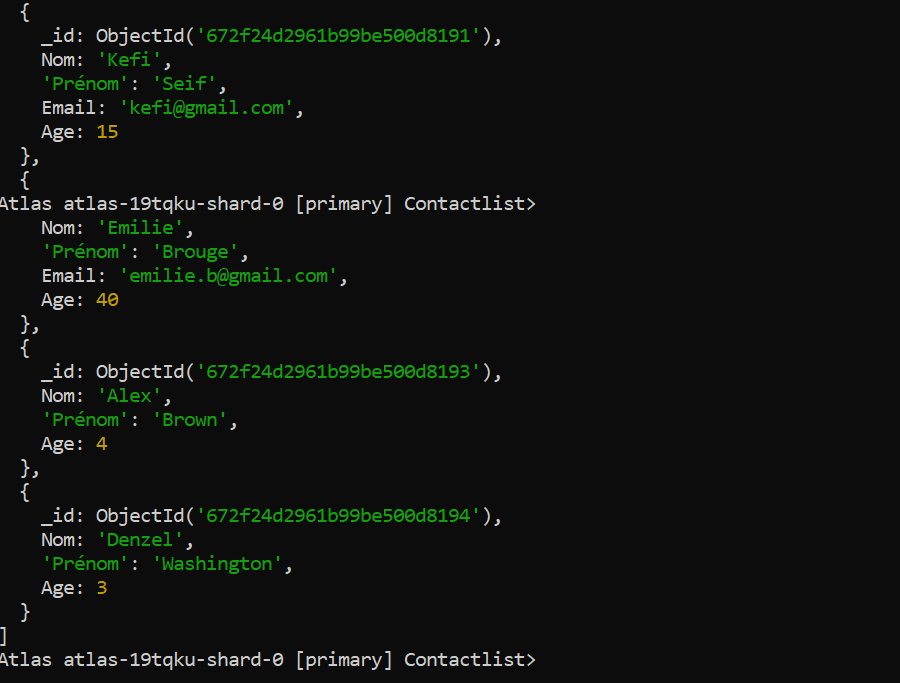 {
_id: ObjectId('672f24d2961b99be500d8191'),
Nom: 'Kefi',
'Prénom': 'Seif',
Email: 'kefi@gmail.com',
Age: 15
},
{
Atlas atlas-19tqku-shard-0 [primary] Contactlist>
Nom: 'Emilie',
'Prénom': 'Brouge',
Email: 'emilie.b@gmail.com',
Age: 40
},
{
_id: ObjectId('672f24d2961b99be500d8193'),
Nom: 'Alex',
'Prénom': 'Brown',
Age: 4
},
{
_id: ObjectId('672f24d2961b99be500d8194'),
Nom: 'Denzel',
'Prénom': 'Washington',
Age: 3
}
]
Atlas atlas-19tqku-shard-0 [primary] Contactlist>